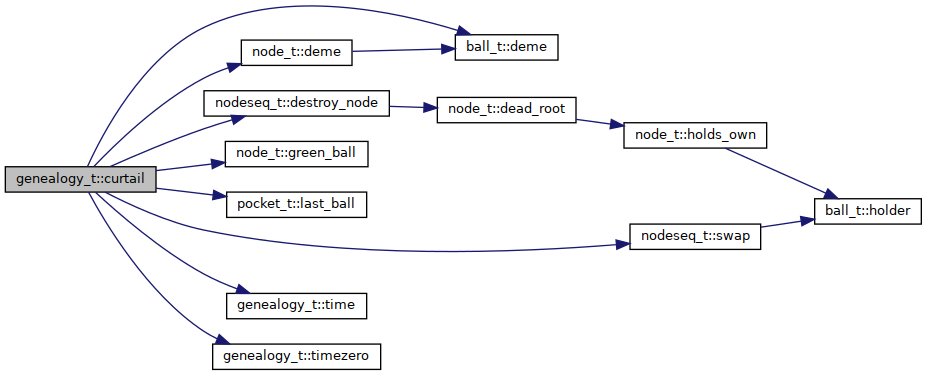 genealogy_t::curtail
node_t::deme
ball_t::deme
nodeseq_t::destroy_node
node_t::dead_root
node_t::holds_own
node_t::green_ball
pocket_t::last_ball
ball_t::holder
nodeseq_t::swap
genealogy_t::time
genealogy_t::timezero